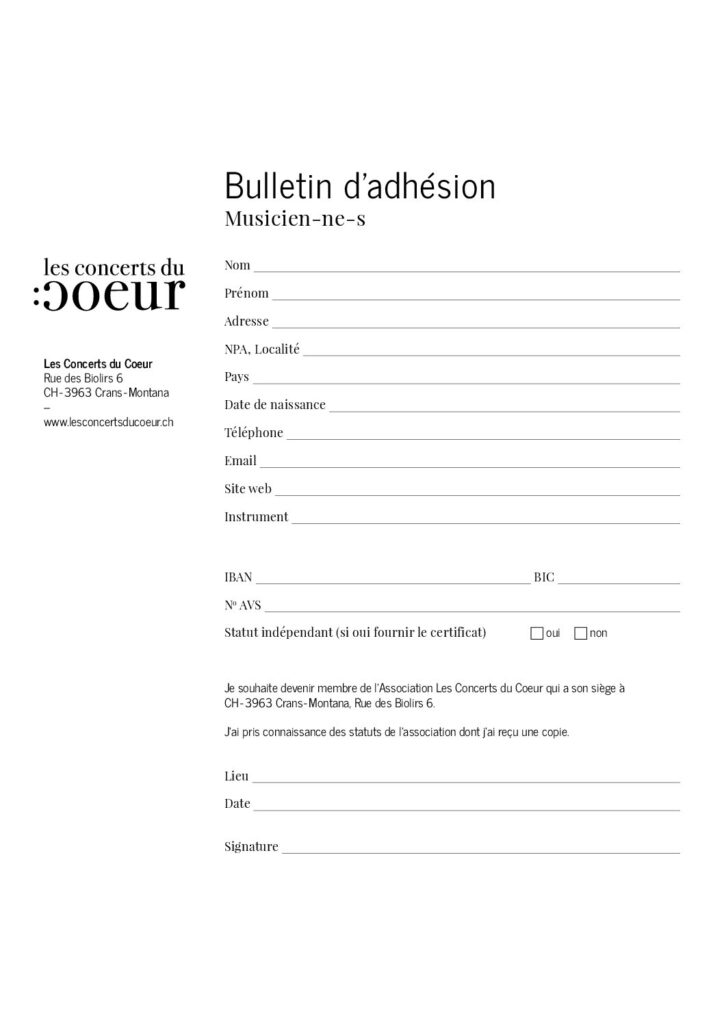 Bulletin d'adhésion
Musicien-ne-s
les concerts du
:coeur
Les Concerts du Coeur
Rue des Biolirs 6
CH-3963 Crans-Montana
–
www.lesconcertsducoeur.ch
Nom
Prénom
Adresse
NPA, Localité
Pays
Date de naissance
Téléphone
Email
Site web
Instrument
IBAN BIC
Nº AVS
Statut indépendant (si oui fournir le certificat) oui non
Je souhaite devenir membre de l'Association Les Concerts du Coeur qui a son siège à
CH-3963 Crans-Montana, Rue des Biolirs 6.
J'ai pris connaissance des statuts de l'association dont j'ai reçu une copie.
Lieu
Date
Signature